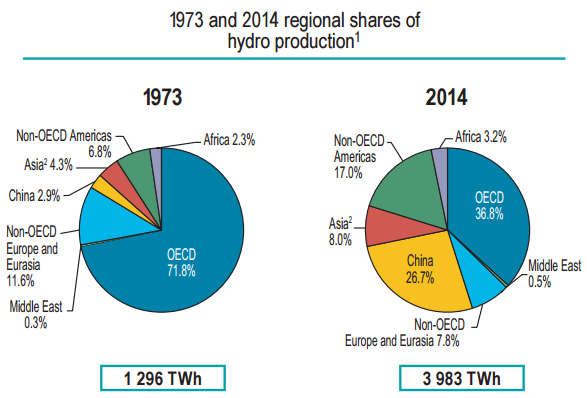 1973 and 2014 regional shares of
hydro production¹
1973
Non-OECD Americas
6.8%
Africa 2.3%
Asia² 4.3%
China 2.9%
Non-OECD
Europe and
Eurasia
11.6%
OECD
71.8%
Middle East
0.3%
1 296 TWh
2014
Non-OECD
Americas
17.0%
Africa 3.2%
OECD
36.8%
Asia²
8.0%
China
26.7%
Middle East
0.5%
Non-OECD
Europe and Eurasia 7.8%
3 983 TWh